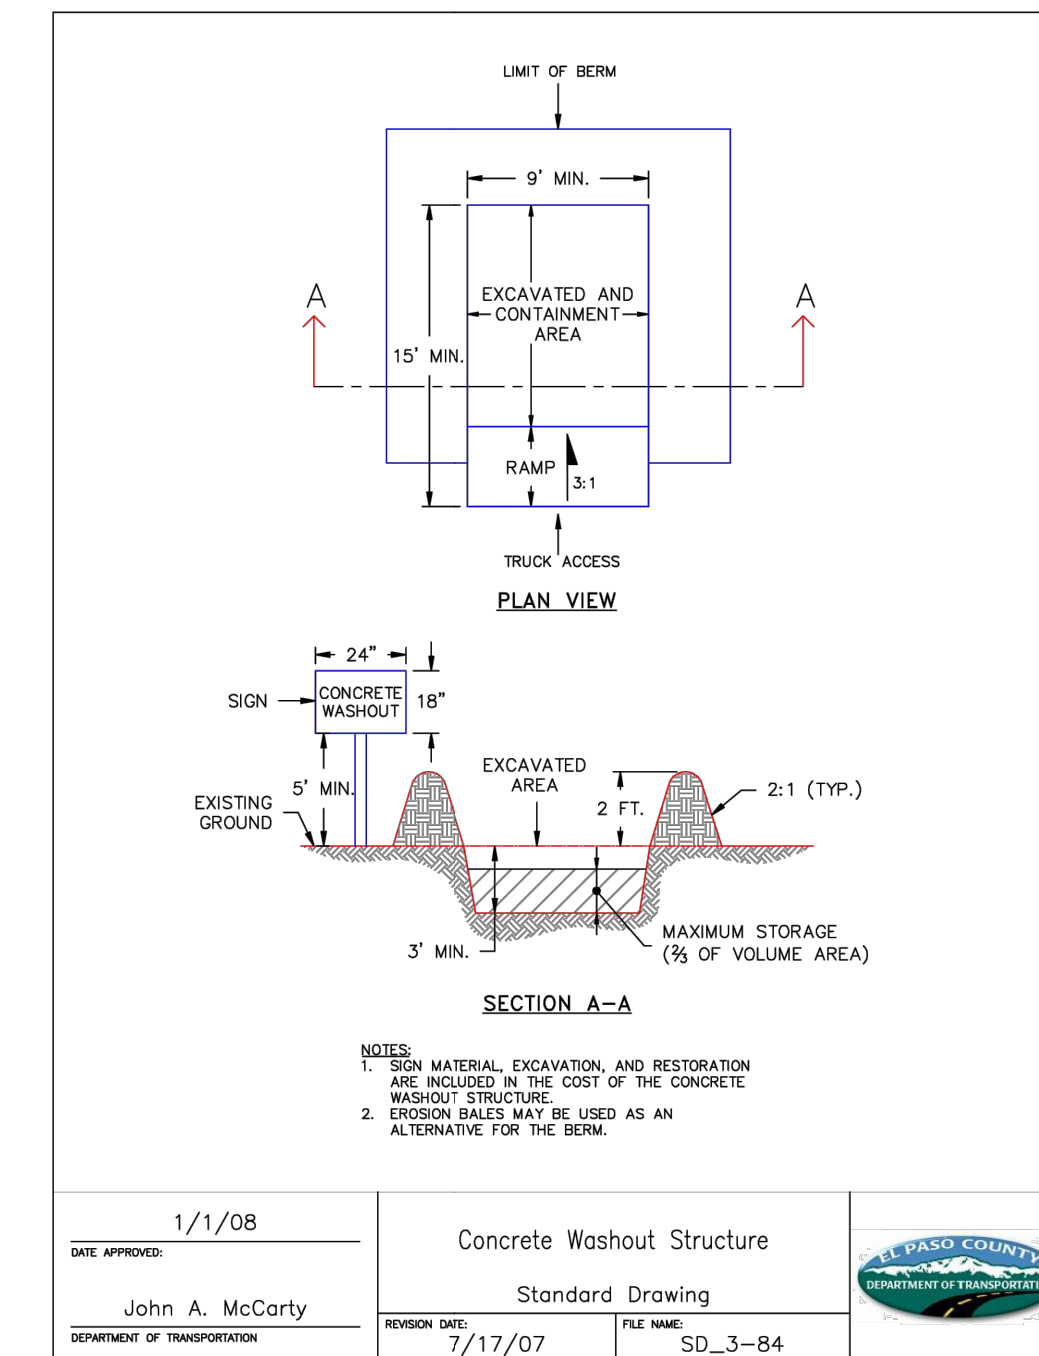 LIMIT OF BERM
9' MIN.
EXCAVATED AND
CONTAINMENT
AREA
A
A
15' MIN.
RAMP
3:1
TRUCK ACCESS
PLAN VIEW
24"
SIGN
CONCRETE
WASHOUT
18"
5' MIN.
EXISTING
GROUND
EXCAVATED
AREA
2 FT.
2:1 (TYP.)
3' MIN.
MAXIMUM STORAGE
(⅔ OF VOLUME AREA)
SECTION A-A
NOTES:
1. SIGN MATERIAL, EXCAVATION, AND RESTORATION
ARE INCLUDED IN THE COST OF THE CONCRETE
WASHOUT STRUCTURE.
2. EROSION BALES MAY BE USED AS AN
ALTERNATIVE FOR THE BERM.
1/1/08
DATE APPROVED:
John A. McCarty
DEPARTMENT OF TRANSPORTATION
Concrete Washout Structure
Standard Drawing
REVISION DATE:
7/17/07
FILE NAME:
SD_3-84
EL PASO COUNTY
DEPARTMENT OF TRANSPORTATI